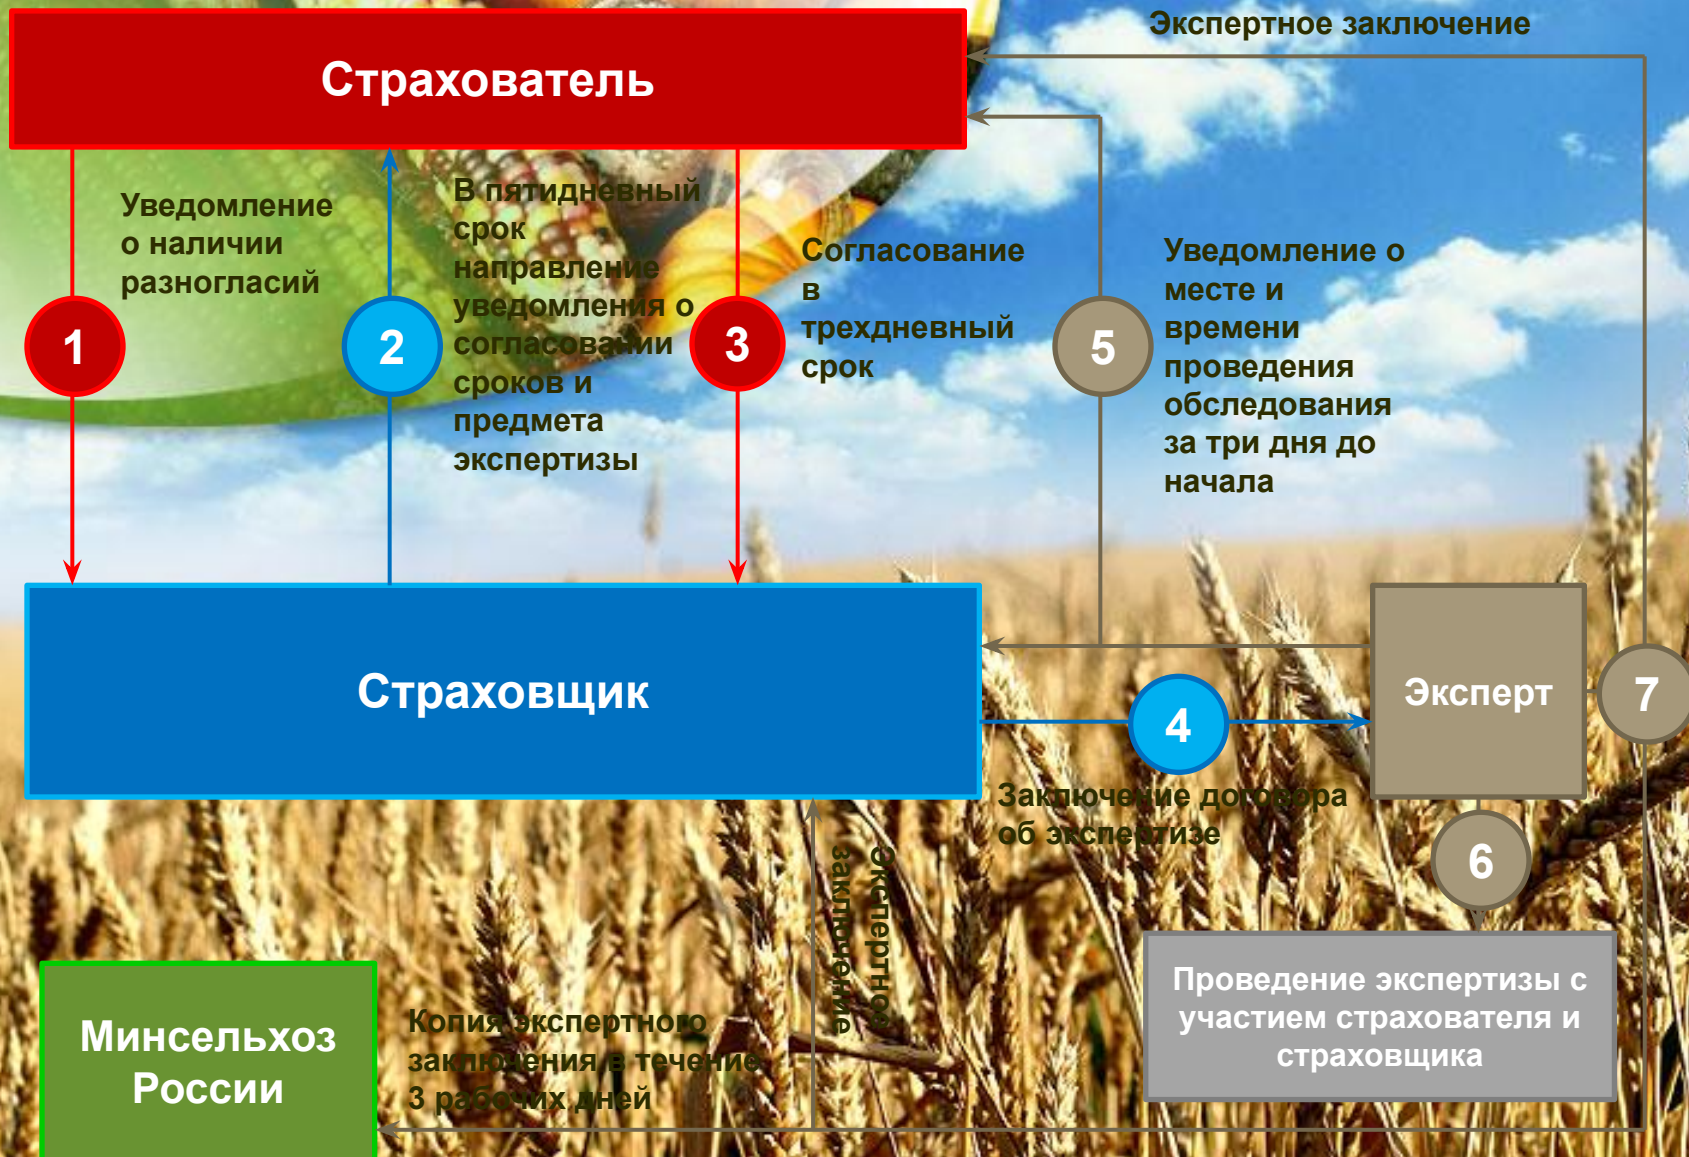 Экспертное заключение
Страхователь
Уведомление
о наличии
разногласий
1
2
В пятидневный
срок
направление
уведомления о
согласовании
сроков и
предмета
экспертизы
3
Согласование
в
трехдневный
срок
5
Уведомление о
месте и
времени
проведения
обследования
за три дня до
начала
Страховщик
4
Заключение договора
об экспертизе
Эксперт
7
6
Экспертное
заключение
Проведение экспертизы с
участием страхователя и
страховщика
Минсельхоз
России
Копия экспертного
заключения в течение
3 рабочих дней